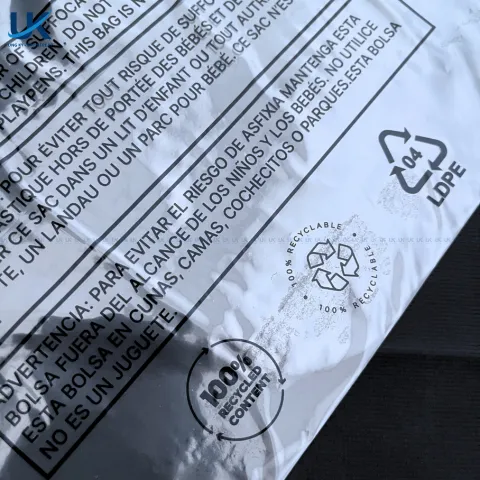 UK
CHILDREN. DO
PLAYPENS. THIS BAG IS N
POUR ÉVITER TOUT RISQUE DE SUFFO
PLASTIQUE HORS DE PORTÉE DES BÉBÉS ET DE
CE SAC DANS UN LIT D'ENFANT OU TOUT AUTR
TE, UN LANDAU OU UN PARC POUR BÉBÉ. CE SAC N'ES
ADVERTENCIA: PARA EVITAR EL RIESGO DE ASFIXIA MANTENGA ESTA
BOLSA FUERA DEL ALCANCE DE LOS NIÑOS Y LOS BEBÉS. NO UTILICE
ESTA BOLSA EN CUNAS, CAMAS, COCHECITOS O PARQUES.ESTA BOLSA
NO ES UN JUGUETE.
04
LDPE
100% RECYCLABLE
100% RECYCLABLE
100%
RECYCLED
CONTENT